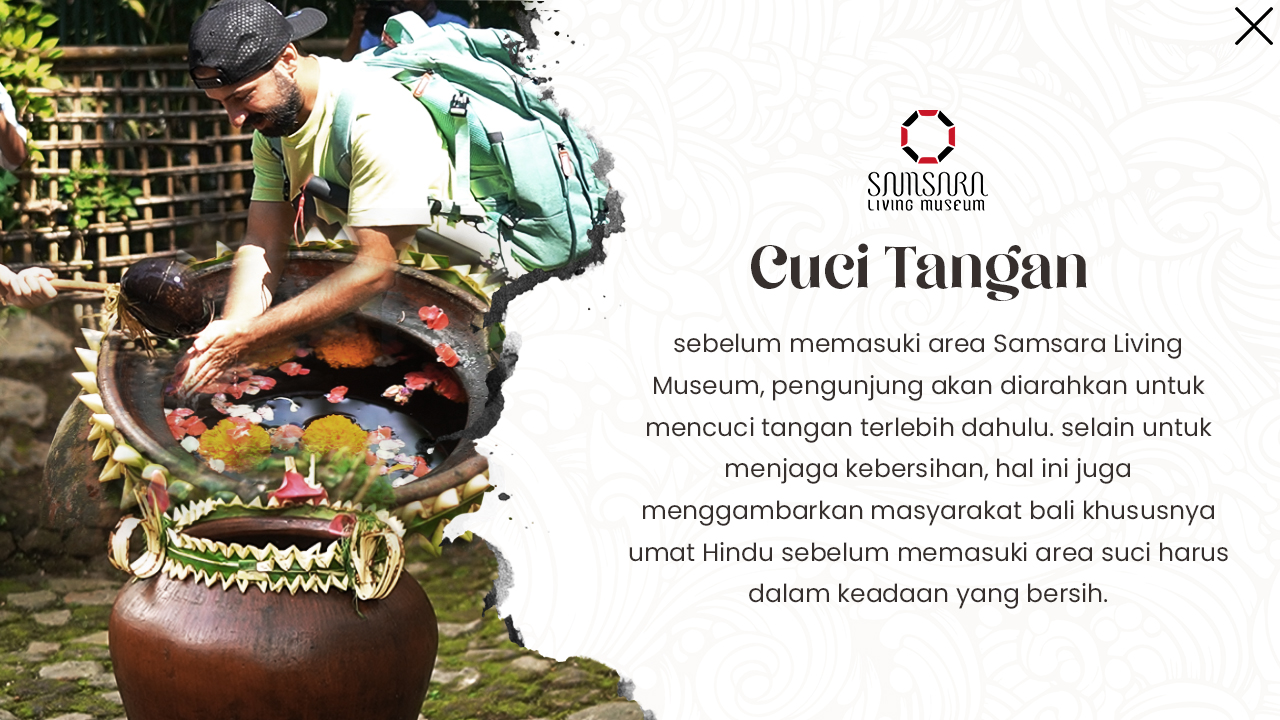 SAMSARA
LIVING MUSEUM
Cuci Tangan
sebelum memasuki area Samsara Living
Museum, pengunjung akan diarahkan untuk
mencuci tangan terlebih dahulu. selain untuk
menjaga kebersihan, hal ini juga
menggambarkan masyarakat bali khususnya
umat Hindu sebelum memasuki area suci harus
dalam keadaan yang bersih.